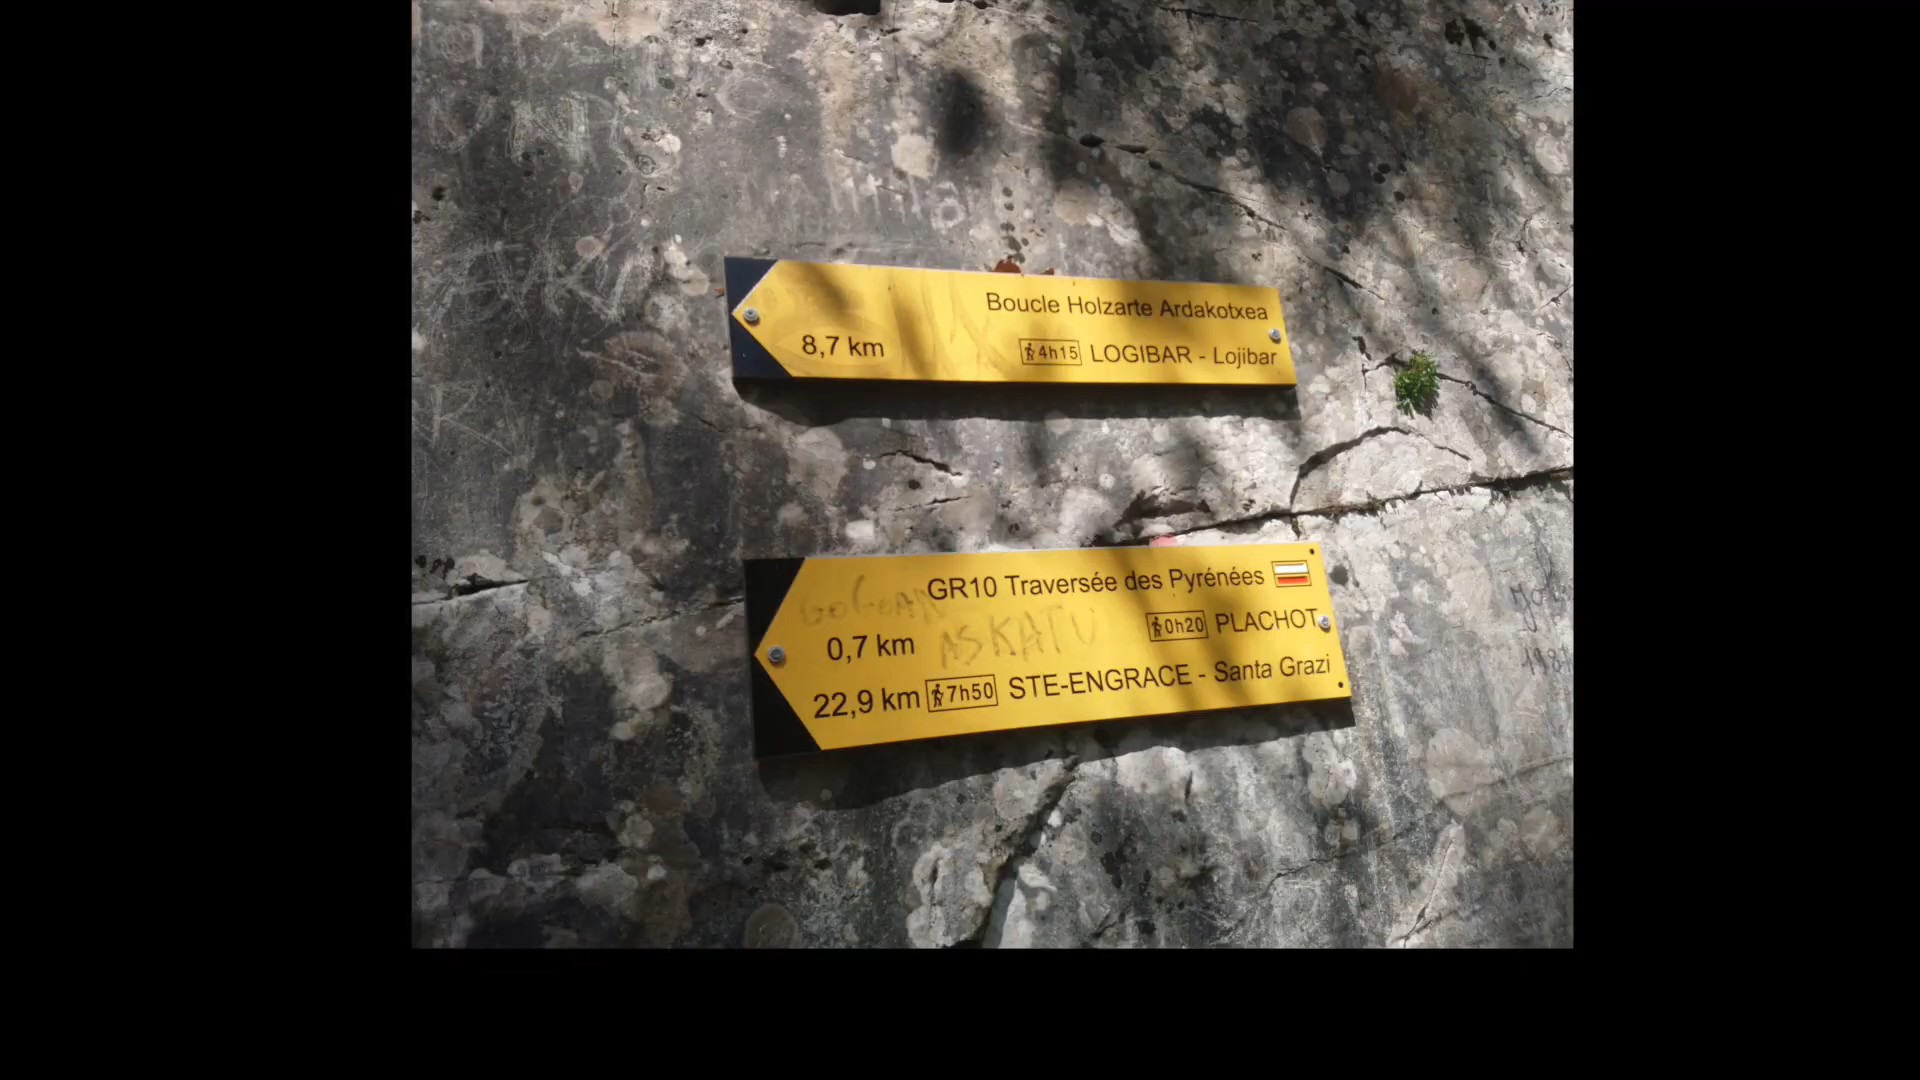 Boucle Holzarte Ardakotxea
8,7 km 4h15 LOGIBAR - Lojibar
GR10 Traversée des Pyrénées
0,7 km 0h20 PLACHOT
22,9 km 7h50 STE-ENGRACE - Santa Grazi
ASKATU